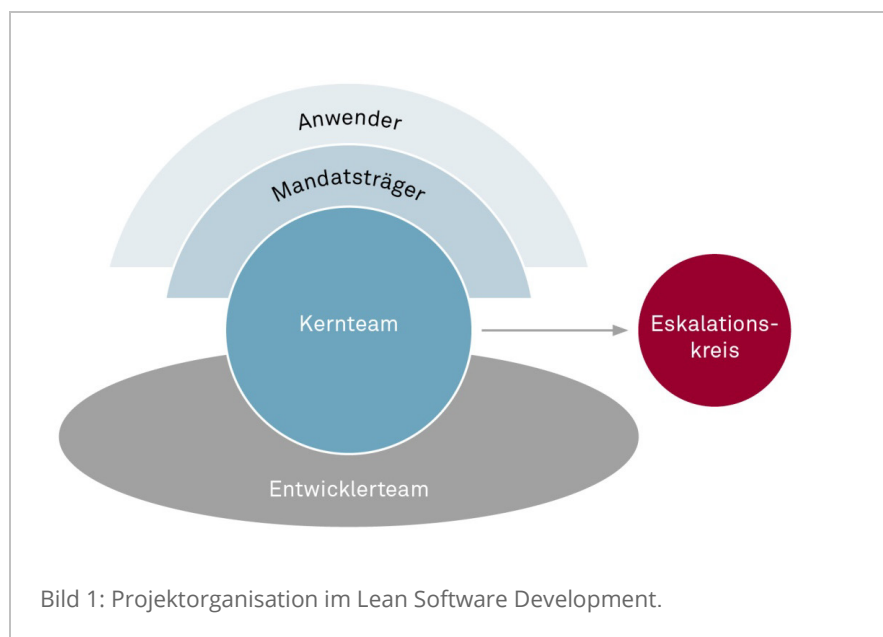 Anwender
Mandatsträger
Kernteam
Eskalations-
kreis
Entwicklerteam
Bild 1: Projektorganisation im Lean Software Development.